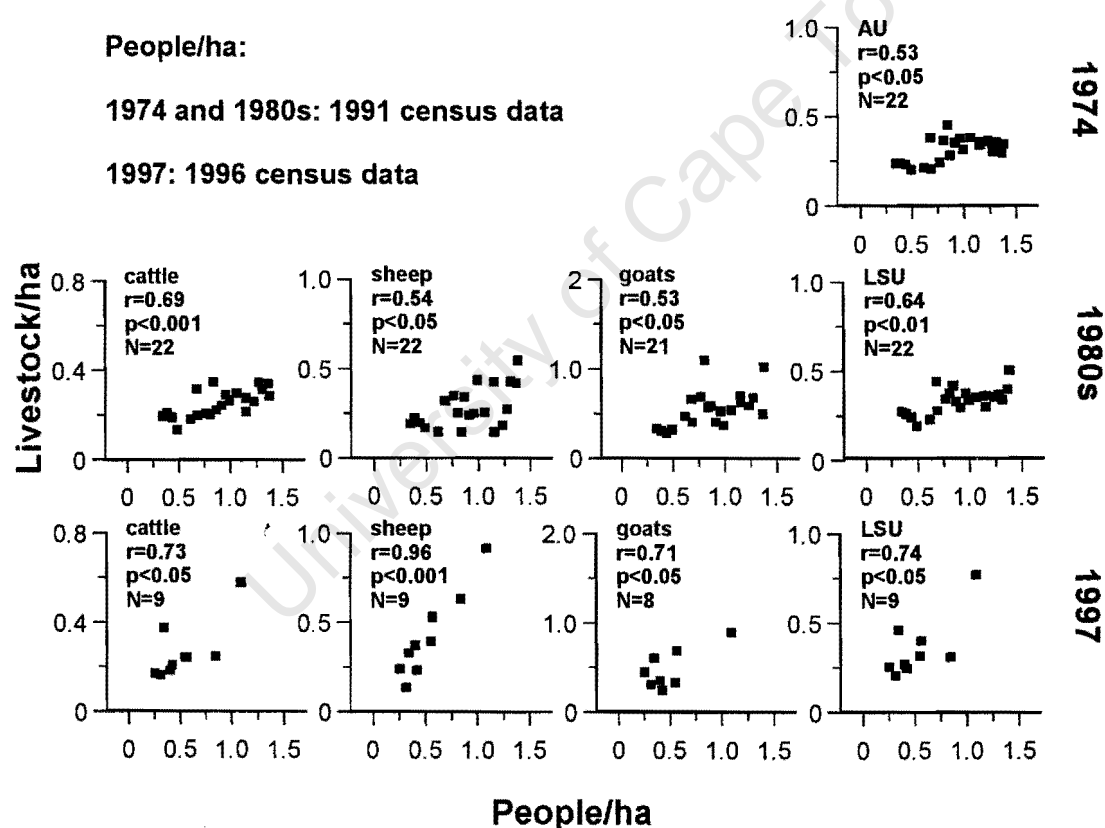 People/ha:
1974 and 1980s: 1991 census data
1997: 1996 census data
AU
r=0.53
p<0.05
N=22
1.0
0.5
0
0 0.5 1.0 1.5
1974
Livestock/ha
cattle
r=0.69
p<0.001
N=22
0.8
0.4
0
0 0.5 1.0 1.5
sheep
r=0.54
p<0.05
N=22
1.0
0.5
0
0 0.5 1.0 1.5
goats
r=0.53
p<0.05
N=21
2
1.0
0
0 0.5 1.0 1.5
LSU
r=0.64
p<0.01
N=22
1.0
0.5
0
0 0.5 1.0 1.5
1980s
cattle
r=0.73
p<0.05
N=9
0.8
0.4
0
0 0.5 1.0 1.5
sheep
r=0.96
p<0.001
N=9
1.0
0.5
0
0 0.5 1.0 1.5
goats
r=0.71
p<0.05
N=8
2.0
1.0
0
0 0.5 1.0 1.5
LSU
r=0.74
p<0.05
N=9
1.0
0.5
0
0 0.5 1.0 1.5
1997
People/ha
University of Cape To